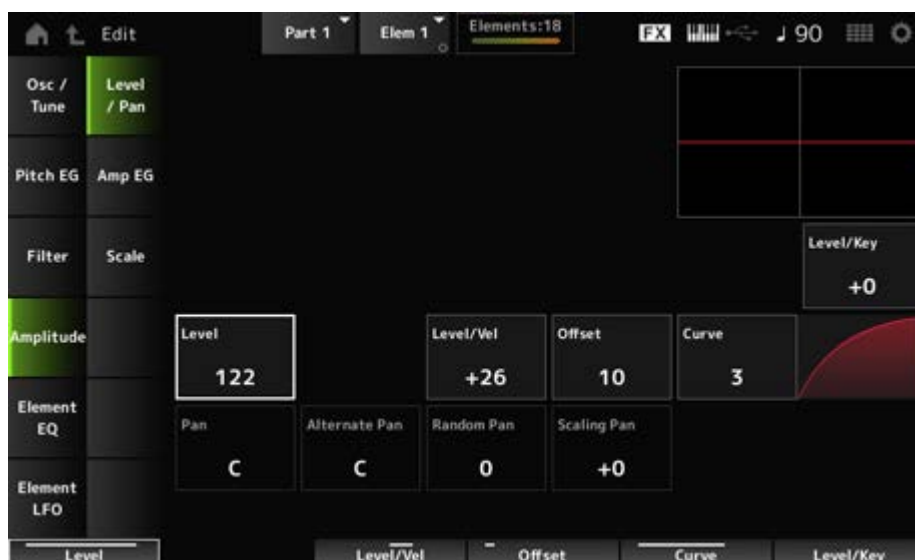 Edit
Part 1
Elem 1
Elements:18
FX
♩ 90
Osc /
Tune
Level
/ Pan
Pitch EG
Amp EG
Filter
Scale
Level/Key
+0
Amplitude
Level
122
Level/Vel
+26
Offset
10
Curve
3
Element
EQ
Pan
C
Alternate Pan
C
Random Pan
0
Scaling Pan
+0
Element
LFO
Level
Level/Vel
Offset
Curve
Level/Key